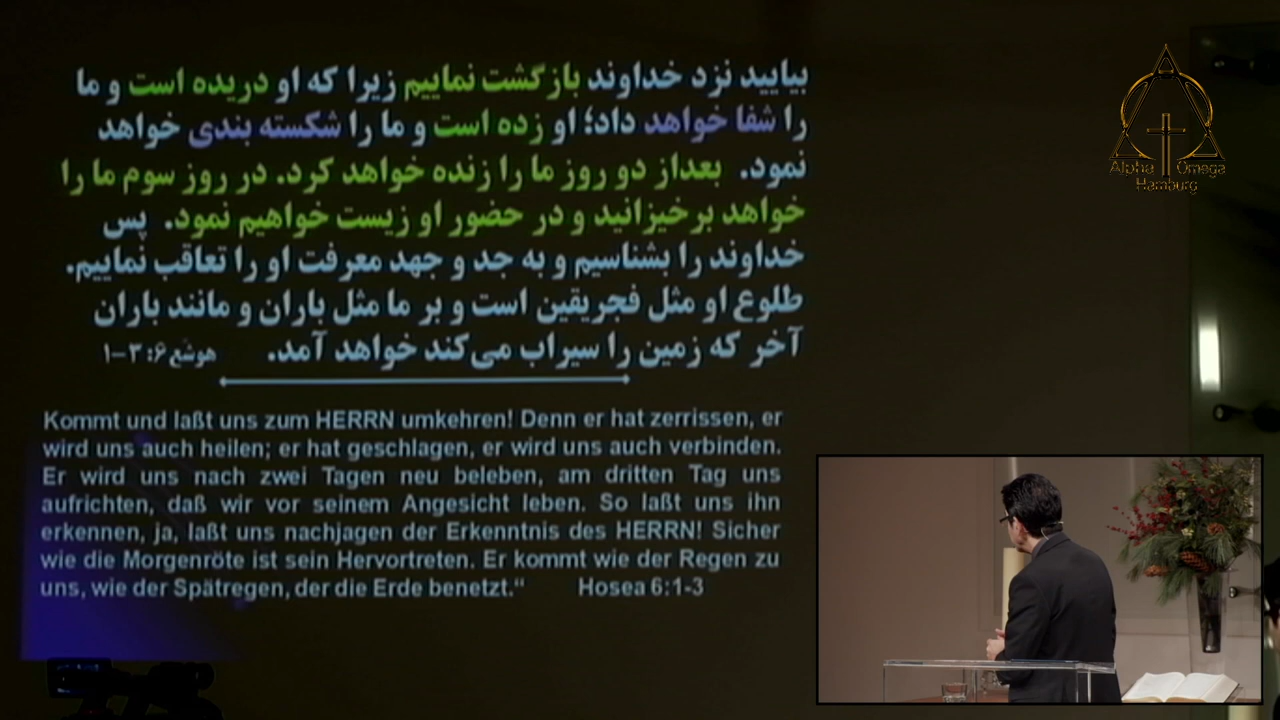 بیایید نزد خداوند بازگشت نماییم زیرا که او دریده است و ما
را شفا خواهد داد؛ او زده است و ما را شکسته بندی خواهد
نمود. بعداز دو روز ما را زنده خواهد کرد. در روز سوم ما را
خواهد برخیزانید و در حضور او زیست خواهیم نمود. پس
خداوند را بشناسیم و به جد و جهد معرفت او را تعاقب نماییم.
طلوع او مثل فجریقین است و بر ما مثل باران و مانند باران
آخر که زمین را سیراب می‌کند خواهد آمد. هوشع ۶: ۳-۱
Kommt und laßt uns zum HERRN umkehren! Denn er hat zerrissen, er
wird uns auch heilen; er hat geschlagen, er wird uns auch verbinden.
Er wird uns nach zwei Tagen neu beleben, am dritten Tag uns
aufrichten, daß wir vor seinem Angesicht leben. So laßt uns ihn
erkennen, ja, laßt uns nachjagen der Erkenntnis des HERRN! Sicher
wie die Morgenröte ist sein Hervortreten. Er kommt wie der Regen zu
uns, wie der Spätregen, der die Erde benetzt.“ Hosea 6:1-3
Alpha Omega
Hamburg